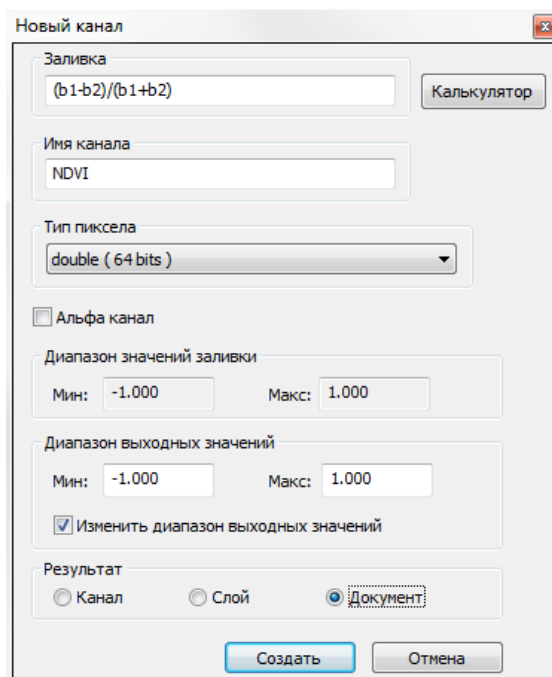 Новый канал
Заливка
(b1-b2)/(b1+b2)
Калькулятор
Имя канала
NDVI
Тип пиксела
double ( 64 bits )
Альфа канал
Диапазон значений заливки
Мин: -1.000 Макс: 1.000
Диапазон выходных значений
Мин: -1.000 Макс: 1.000
Изменить диапазон выходных значений
Результат
Канал Слой Документ
Создать Отмена